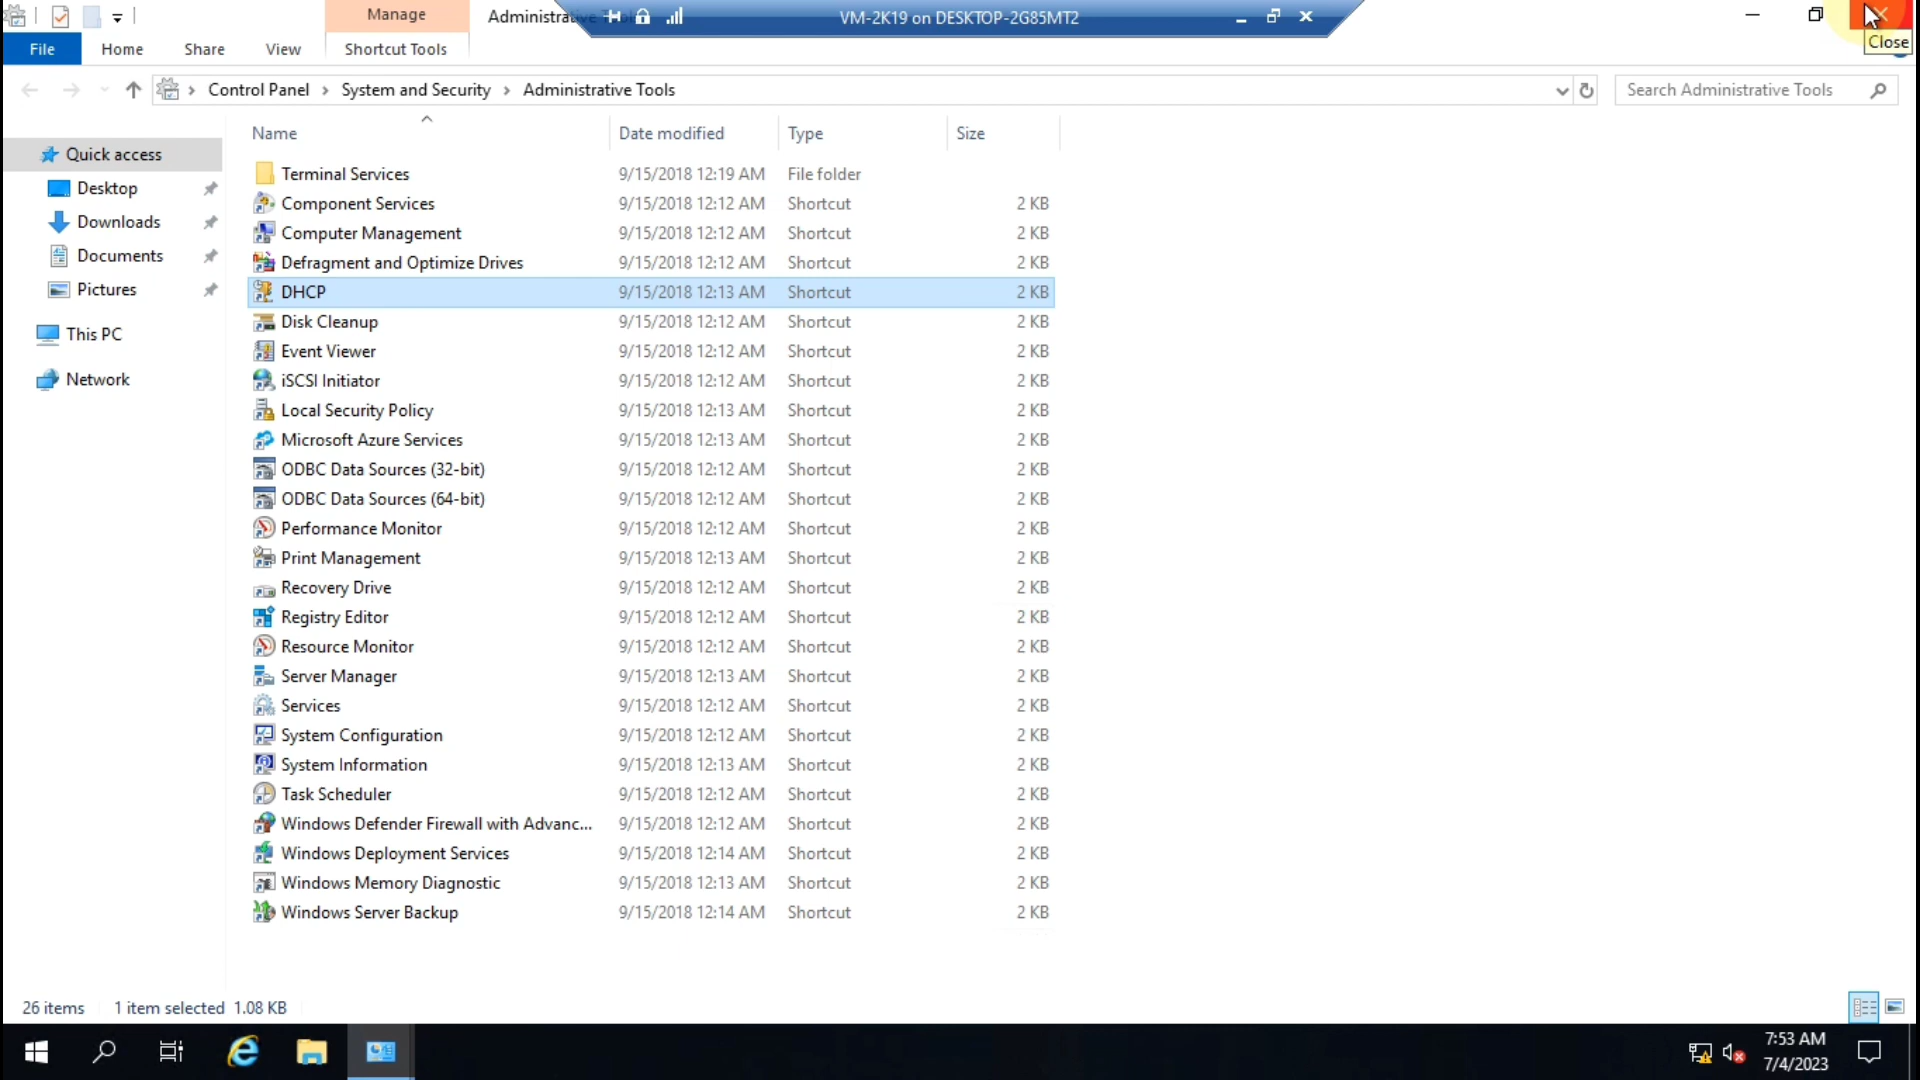 Manage
Administrative
VM-2K19 on DESKTOP-2G85MT2
Close
File
Home
Share
View
Shortcut Tools
Control Panel
System and Security
Administrative Tools
Search Administrative Tools
Name
Date modified
Type
Size
Quick access
Desktop
Downloads
Documents
Pictures
This PC
Network
Terminal Services 9/15/2018 12:19 AM File folder
Component Services 9/15/2018 12:12 AM Shortcut 2 KB
Computer Management 9/15/2018 12:12 AM Shortcut 2 KB
Defragment and Optimize Drives 9/15/2018 12:12 AM Shortcut 2 KB
DHCP 9/15/2018 12:13 AM Shortcut 2 KB
Disk Cleanup 9/15/2018 12:12 AM Shortcut 2 KB
Event Viewer 9/15/2018 12:12 AM Shortcut 2 KB
iSCSI Initiator 9/15/2018 12:12 AM Shortcut 2 KB
Local Security Policy 9/15/2018 12:13 AM Shortcut 2 KB
Microsoft Azure Services 9/15/2018 12:13 AM Shortcut 2 KB
ODBC Data Sources (32-bit) 9/15/2018 12:12 AM Shortcut 2 KB
ODBC Data Sources (64-bit) 9/15/2018 12:12 AM Shortcut 2 KB
Performance Monitor 9/15/2018 12:12 AM Shortcut 2 KB
Print Management 9/15/2018 12:13 AM Shortcut 2 KB
Recovery Drive 9/15/2018 12:12 AM Shortcut 2 KB
Registry Editor 9/15/2018 12:12 AM Shortcut 2 KB
Resource Monitor 9/15/2018 12:12 AM Shortcut 2 KB
Server Manager 9/15/2018 12:13 AM Shortcut 2 KB
Services 9/15/2018 12:12 AM Shortcut 2 KB
System Configuration 9/15/2018 12:12 AM Shortcut 2 KB
System Information 9/15/2018 12:13 AM Shortcut 2 KB
Task Scheduler 9/15/2018 12:12 AM Shortcut 2 KB
Windows Defender Firewall with Advanc... 9/15/2018 12:12 AM Shortcut 2 KB
Windows Deployment Services 9/15/2018 12:14 AM Shortcut 2 KB
Windows Memory Diagnostic 9/15/2018 12:13 AM Shortcut 2 KB
Windows Server Backup 9/15/2018 12:14 AM Shortcut 2 KB
26 items 1 item selected 1.08 KB
7:53 AM
7/4/2023